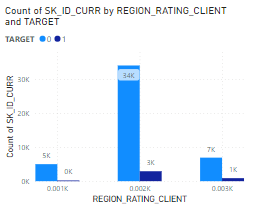 Count of SK_ID_CURR by REGION_RATING_CLIENT
and TARGET
TARGET 0 1
Count of SK_ID_CURR
30K
20K
10K
0K
5K
0K
34K
3K
7K
1K
0.001K
0.002K
0.003K
REGION_RATING_CLIENT